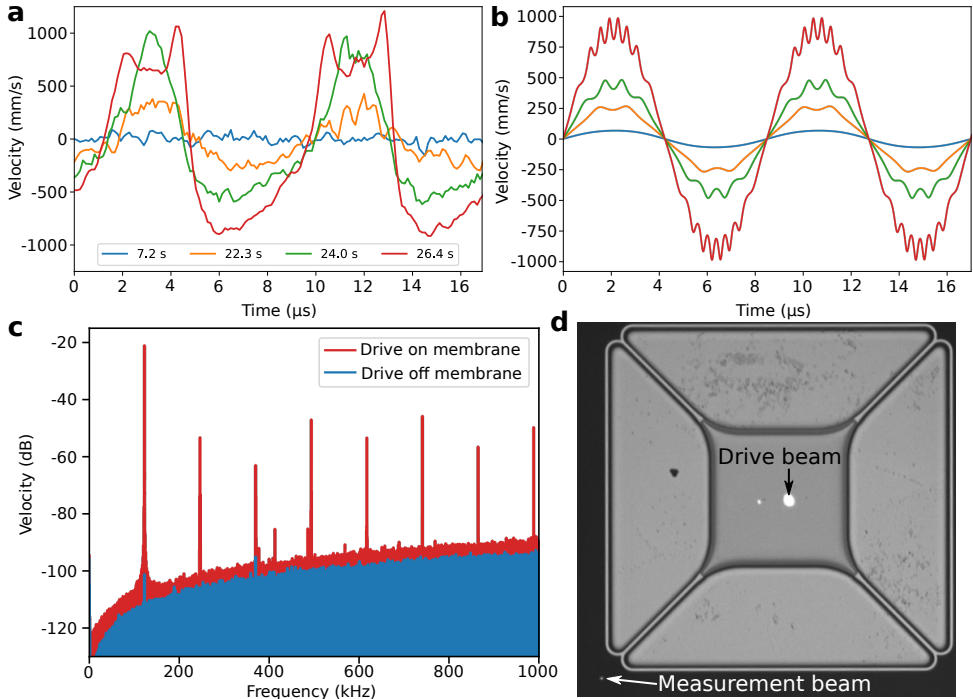 a
1000
500
0
-500
-1000
Velocity (mm/s)
7.2 s
22.3 s
24.0 s
26.4 s
0 2 4 6 8 10 12 14 16
Time (μs)
b
1000
750
500
250
0
-250
-500
-750
-1000
Velocity (mm/s)
0 2 4 6 8 10 12 14 16
Time (μs)
c
-20
-40
-60
-80
-100
-120
Velocity (dB)
Drive on membrane
Drive off membrane
0 200 400 600 800 1000
Frequency (kHz)
d
Drive beam
Measurement beam